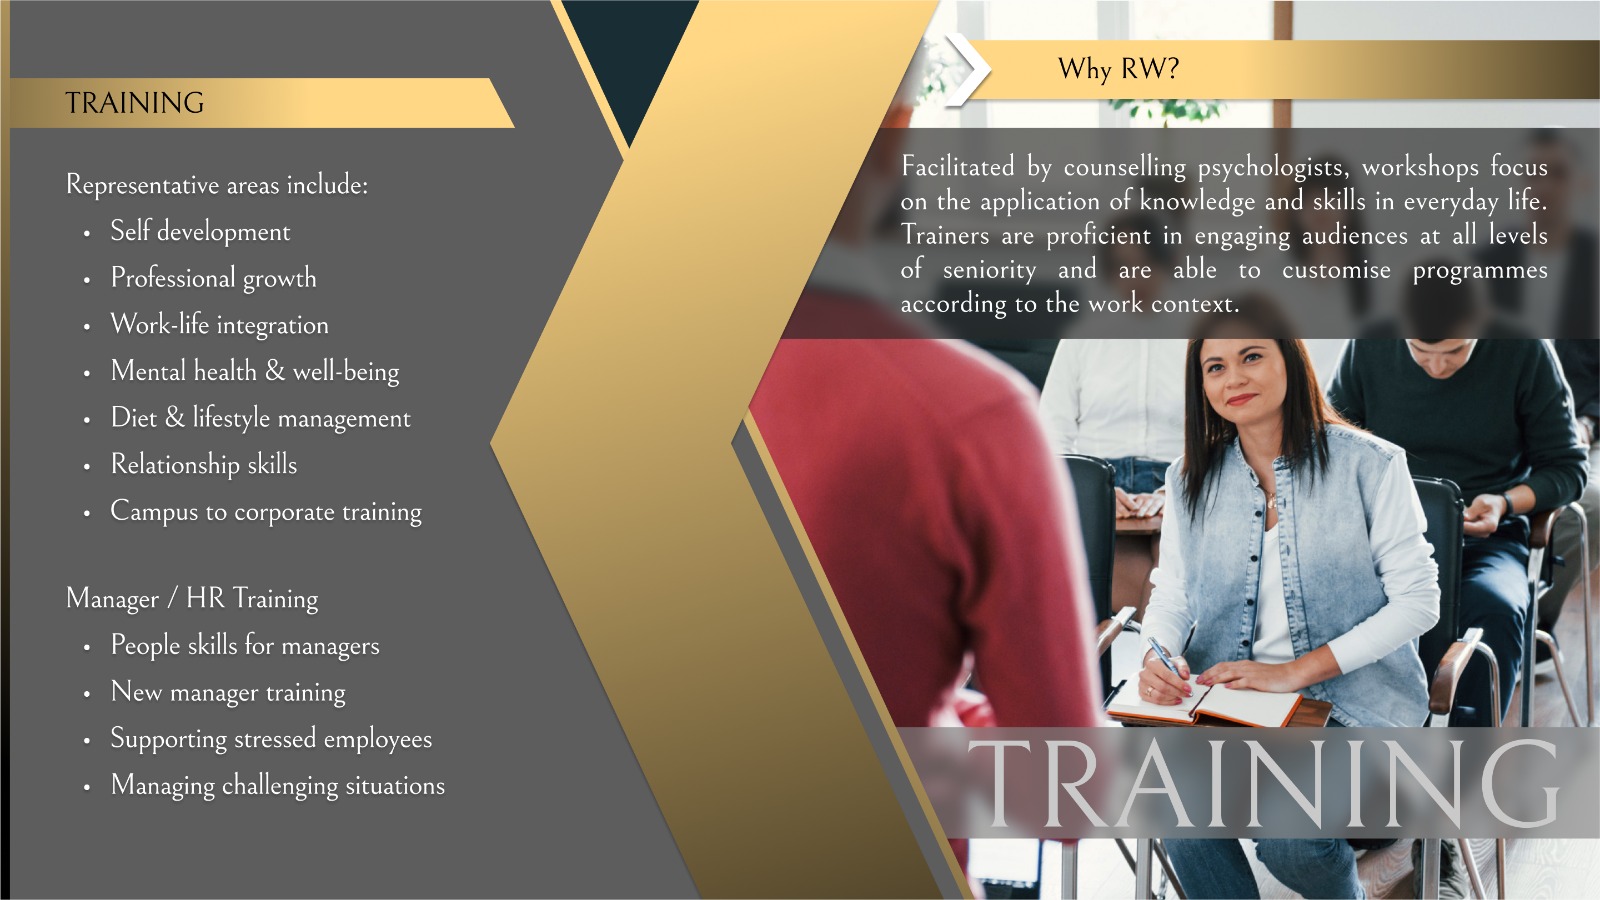 TRAINING
Representative areas include:
• Self development
• Professional growth
• Work-life integration
• Mental health & well-being
• Diet & lifestyle management
• Relationship skills
• Campus to corporate training
Manager / HR Training
• People skills for managers
• New manager training
• Supporting stressed employees
• Managing challenging situations
Why RW?
Facilitated by counselling psychologists, workshops focus
on the application of knowledge and skills in everyday life.
Trainers are proficient in engaging audiences at all levels
of seniority and are able to customise programmes
according to the work context.
TRAINING